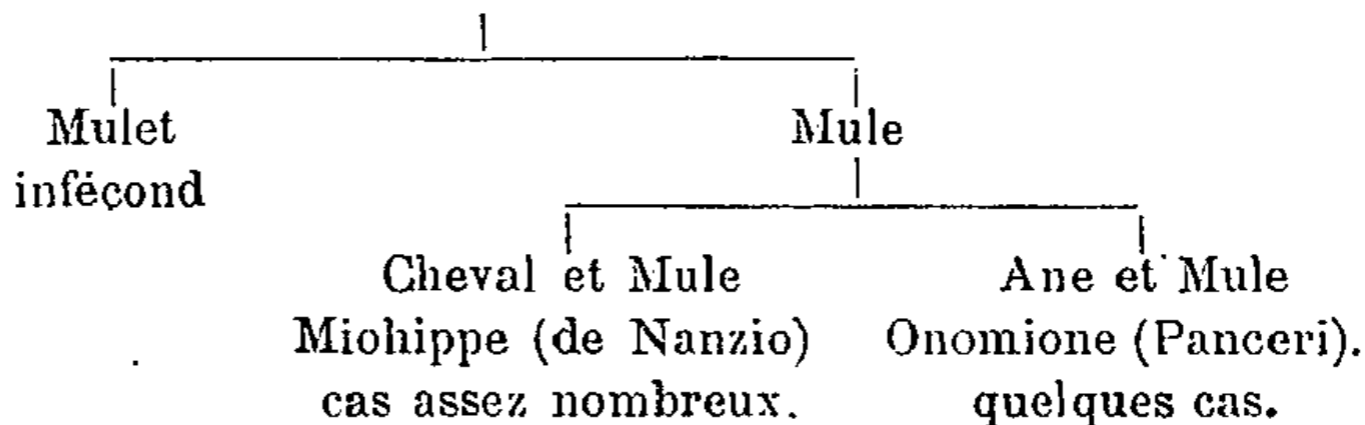 Mulet
infécond
Mule
Cheval et Mule
Miohippe (de Nanzio)
cas assez nombreux.
Ane et Mule
Onomione (Panceri).
quelques cas.